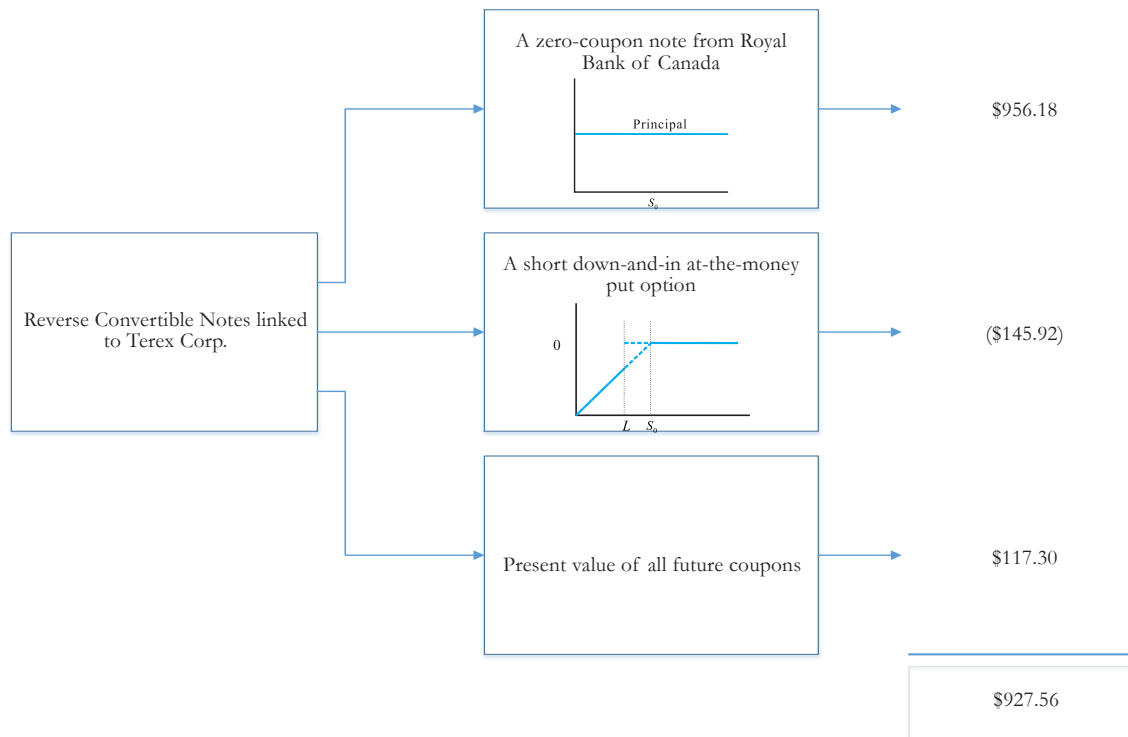 A zero-coupon note from Royal
Bank of Canada
Principal
S₀
$956.18
Reverse Convertible Notes linked
to Terex Corp.
A short down-and-in at-the-money
put option
0
L S₀
($145.92)
Present value of all future coupons
$117.30
$927.56